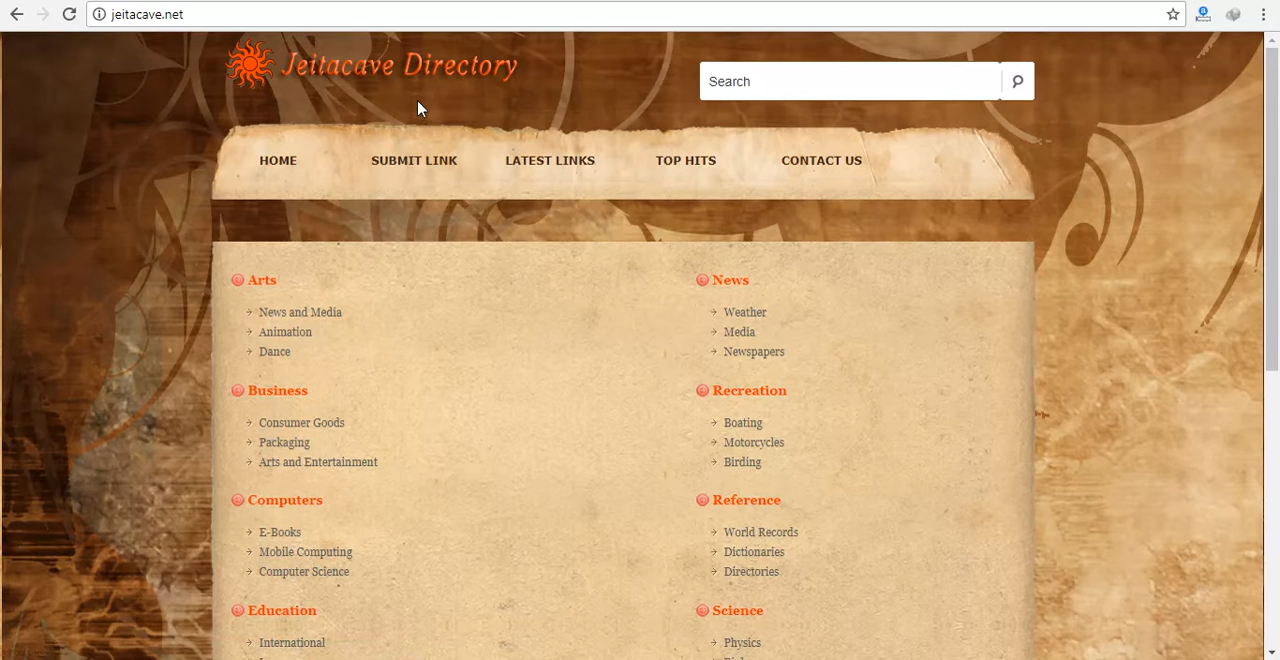 jeitacave.net
Jeitacave Directory
Search
HOME SUBMIT LINK LATEST LINKS TOP HITS CONTACT US
Arts
News and Media
Animation
Dance
Business
Consumer Goods
Packaging
Arts and Entertainment
Computers
E-Books
Mobile Computing
Computer Science
Education
International
News
Weather
Media
Newspapers
Recreation
Boating
Motorcycles
Birding
Reference
World Records
Dictionaries
Directories
Science
Physics